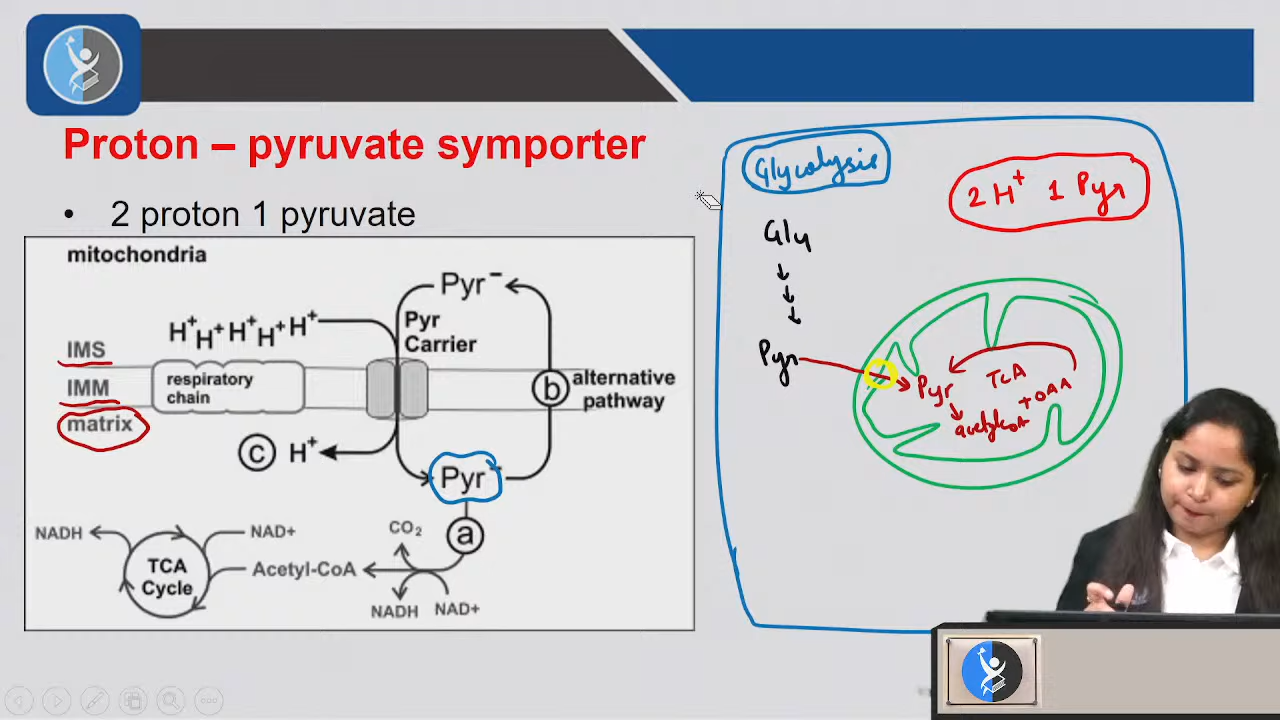 Proton – pyruvate symporter
• 2 proton 1 pyruvate
mitochondria
Pyr⁻
H⁺ H⁺ H⁺ H⁺ H⁺
Pyr
Carrier
IMS
IMM
matrix
respiratory
chain
b
alternative
pathway
c H⁺
Pyr⁻
a
NADH
NAD+
CO₂
TCA
Cycle
Acetyl-CoA
NADH
NAD+
Glycolysis
2 H⁺ 1 Pyr
Gly
Pyr
Pyr
TCA
+ OAA
acetylcoA